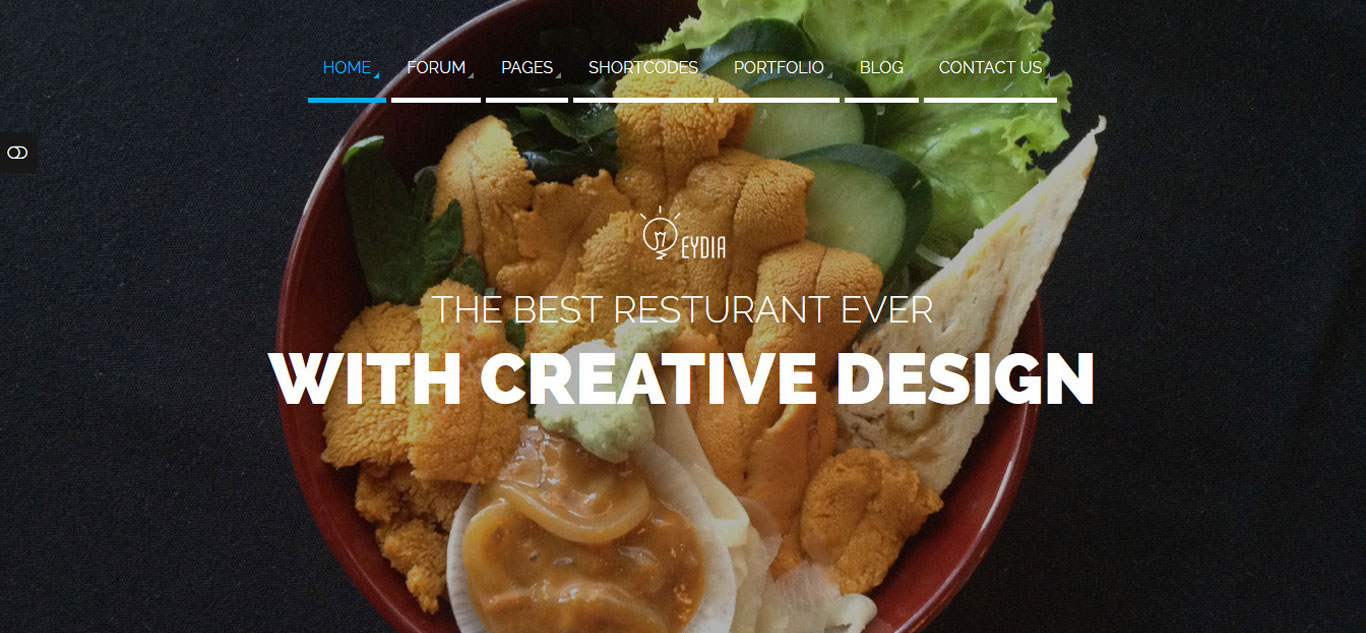 HOME FORUM PAGES SHORTCODES PORTFOLIO BLOG CONTACT US
EYDIA
THE BEST RESTURANT EVER
WITH CREATIVE DESIGN